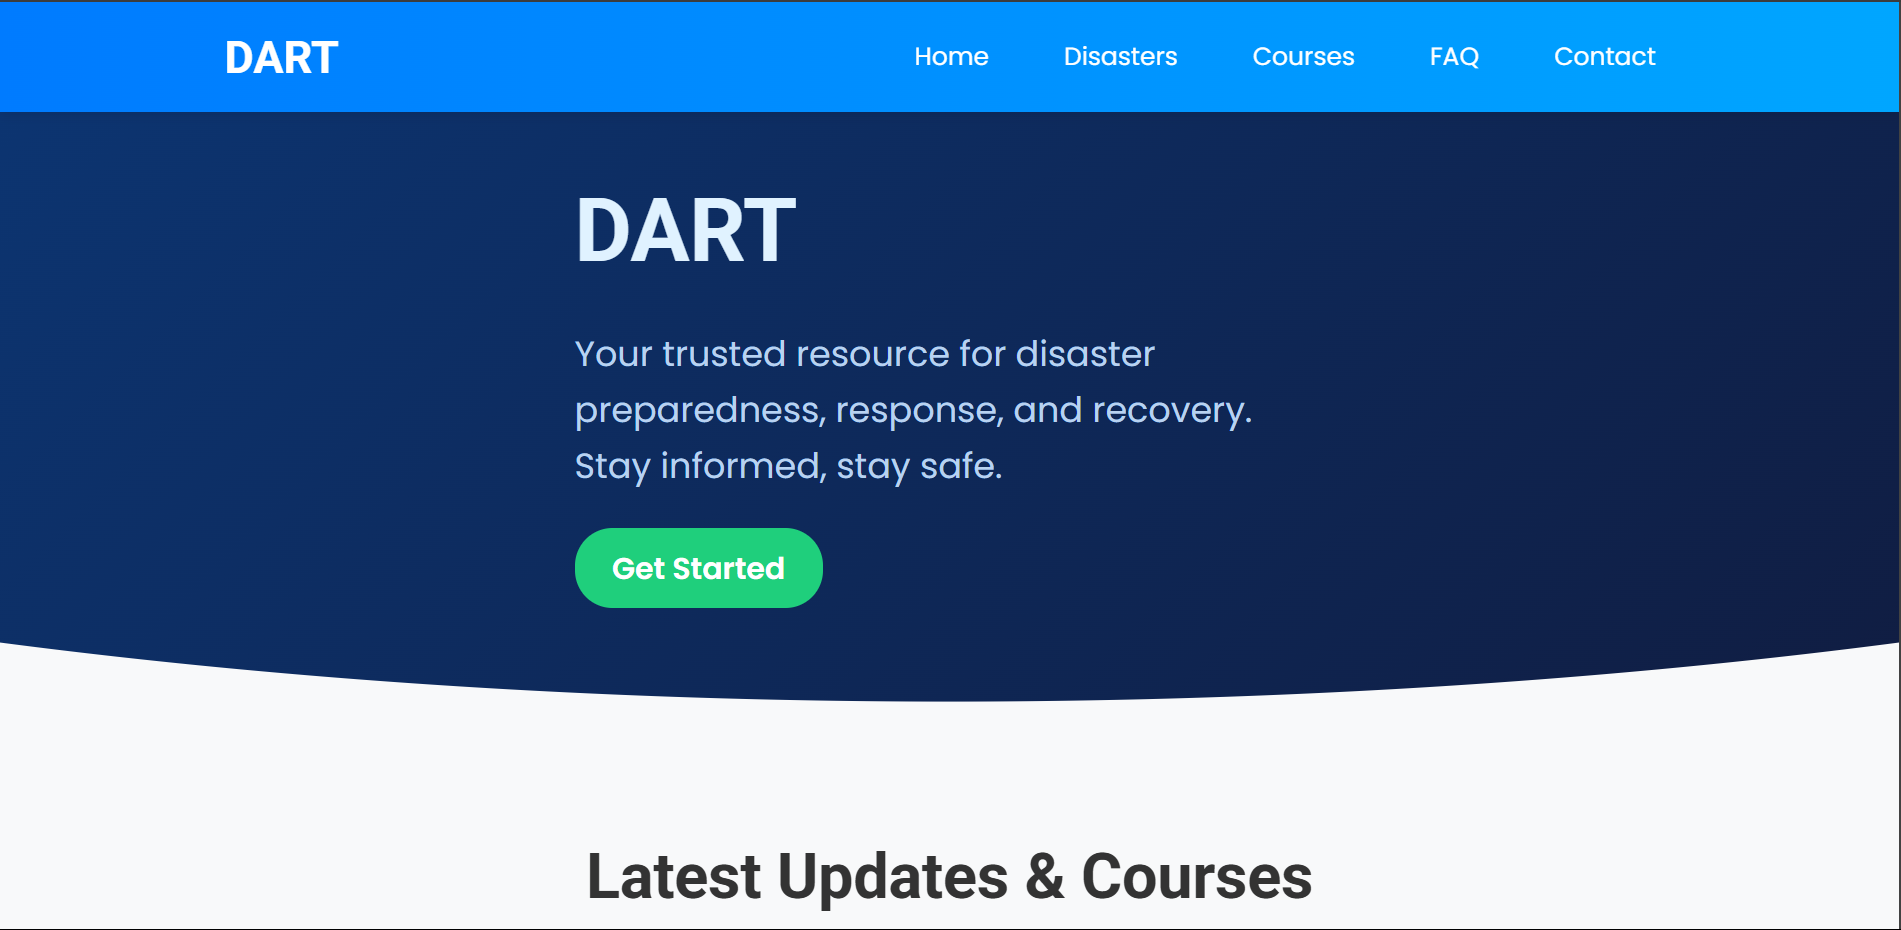 DART
Home Disasters Courses FAQ Contact
DART
Your trusted resource for disaster
preparedness, response, and recovery.
Stay informed, stay safe.
Get Started
Latest Updates & Courses